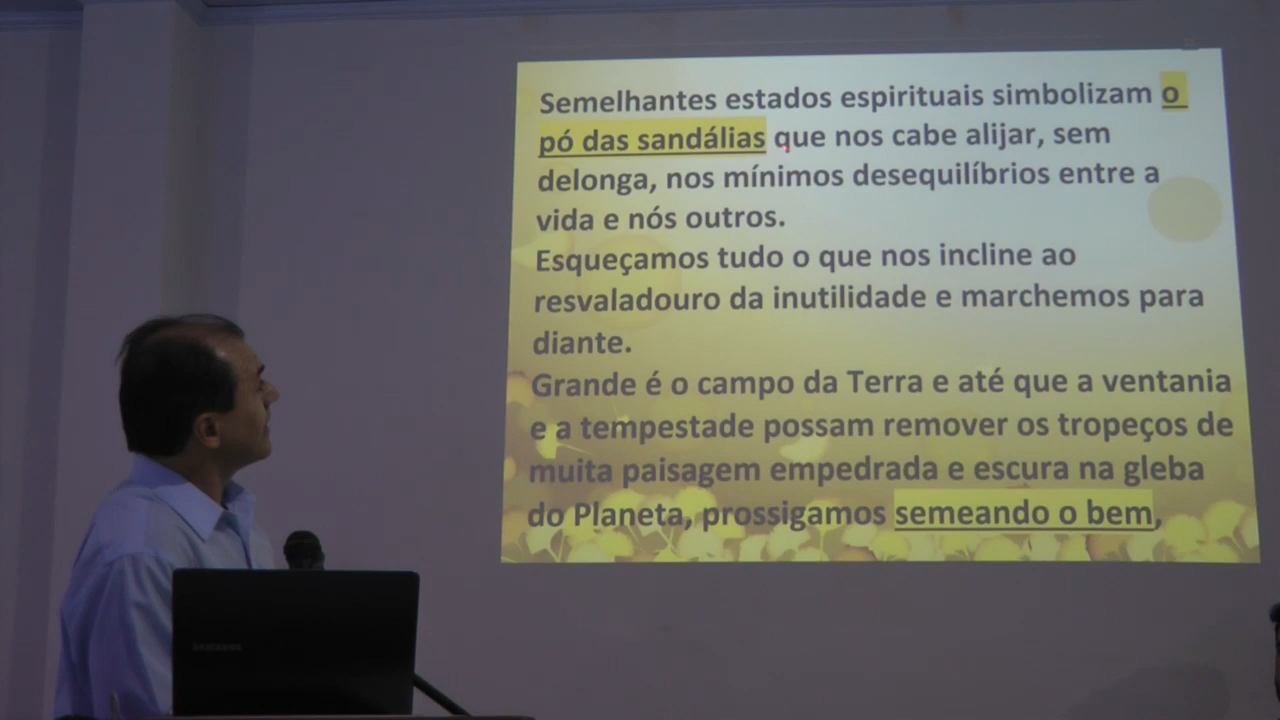 Semelhantes estados espirituais simbolizam o
pó das sandálias que nos cabe alijar, sem
delonga, nos mínimos desequilíbrios entre a
vida e nós outros.
Esqueçamos tudo o que nos incline ao
resvaladouro da inutilidade e marchemos para
diante.
Grande é o campo da Terra e até que a ventania
e a tempestade possam remover os tropeços de
muita paisagem empedrada e escura na gleba
do Planeta, prossigamos semeando o bem,
SAMSUNG